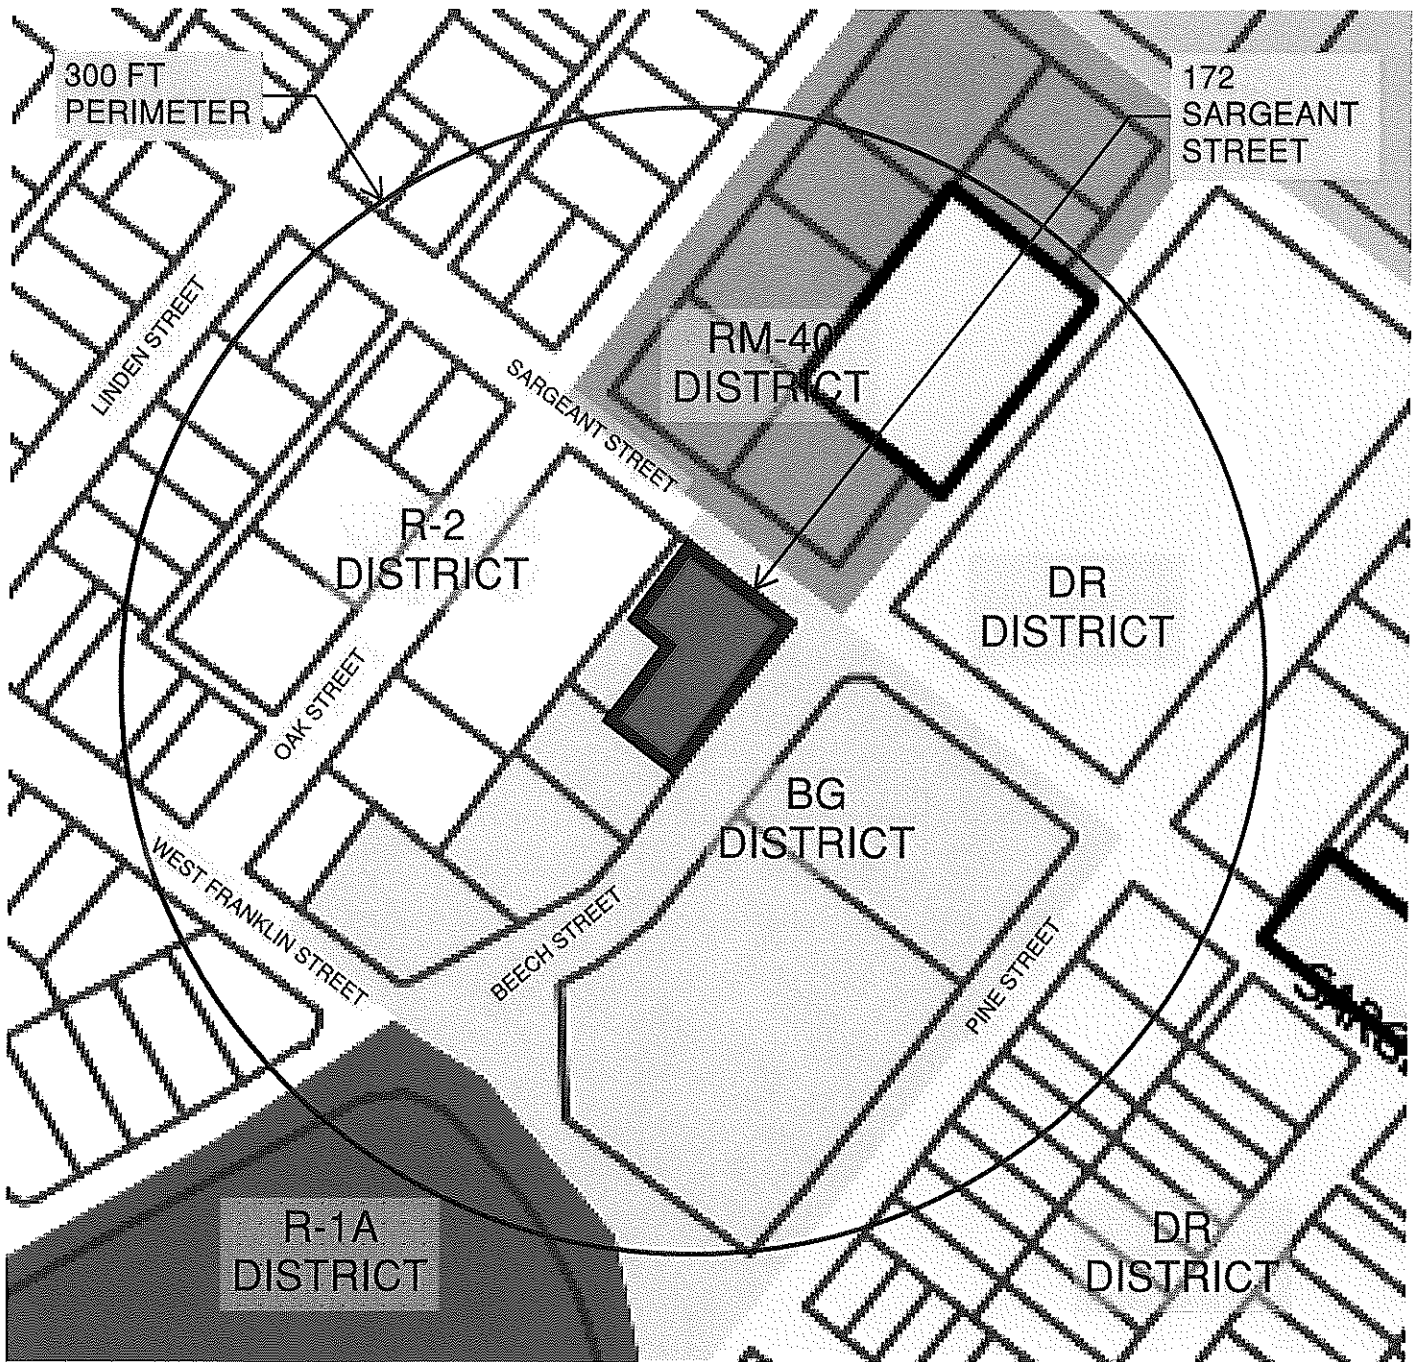 300 FT
PERIMETER
172
SARGEANT
STREET
LINDEN STREET
RM-40
DISTRICT
SARGEANT STREET
R-2
DISTRICT
DR
DISTRICT
OAK STREET
BG
DISTRICT
WEST FRANKLIN STREET
BEECH STREET
PINE STREET
R-1A
DISTRICT
DR
DISTRICT